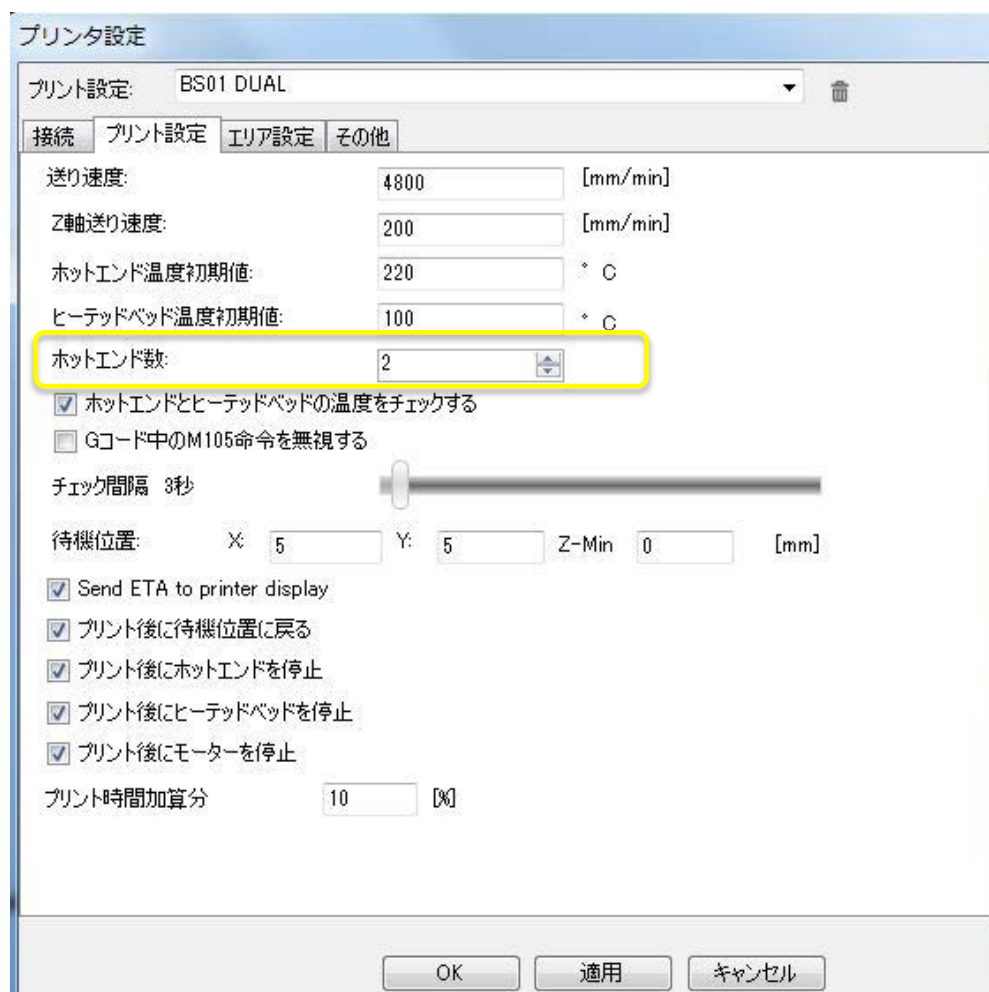 プリンタ設定
プリント設定: BS01 DUAL
接続 プリント設定 エリア設定 その他
送り速度: 4800 [mm/min]
Z軸送り速度: 200 [mm/min]
ホットエンド温度初期値: 220 ° C
ヒーテッドベッド温度初期値: 100 ° C
ホットエンド数: 2
ホットエンドとヒーテッドベッドの温度をチェックする
Gコード中のM105命令を無視する
チェック間隔 3秒
待機位置: X: 5 Y: 5 Z-Min 0 [mm]
Send ETA to printer display
プリント後に待機位置に戻る
プリント後にホットエンドを停止
プリント後にヒーテッドベッドを停止
プリント後にモーターを停止
プリント時間加算分 10 [%]
OK 適用 キャンセル